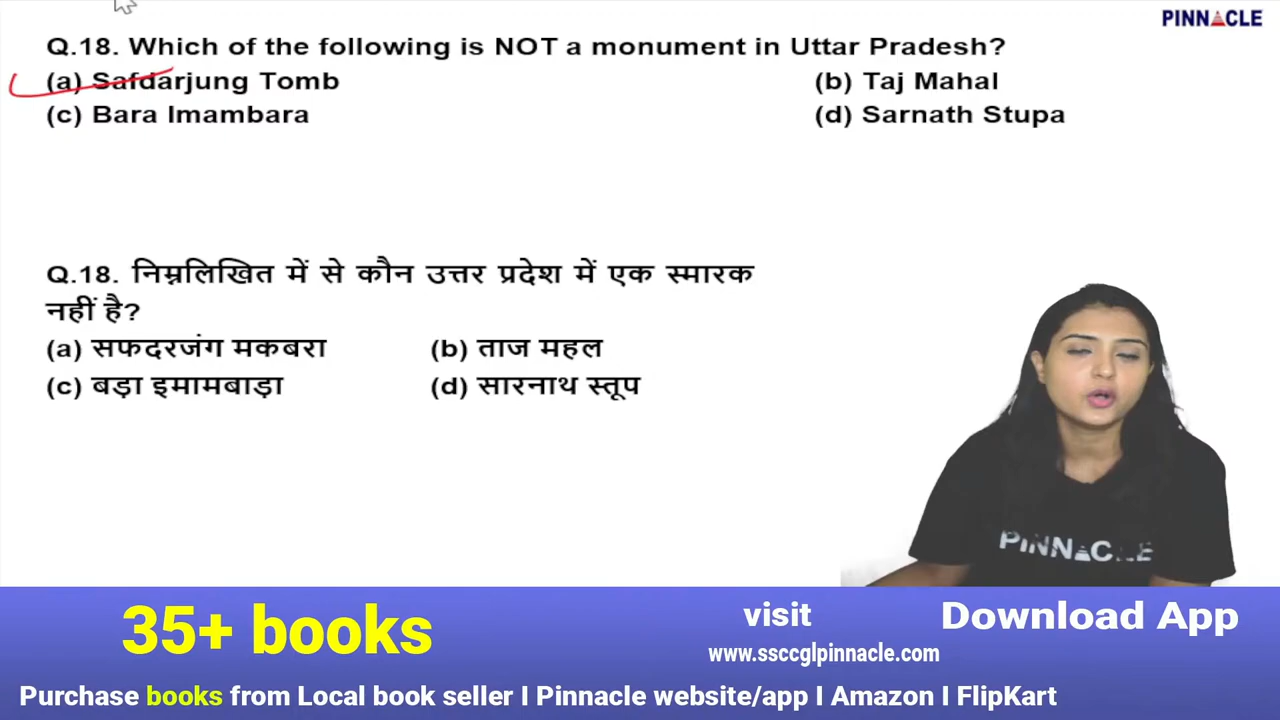 PINNACLE
Q.18. Which of the following is NOT a monument in Uttar Pradesh?
(a) Safdarjung Tomb (b) Taj Mahal
(c) Bara Imambara (d) Sarnath Stupa
Q.18. निम्नलिखित में से कौन उत्तर प्रदेश में एक स्मारक
नहीं है?
(a) सफदरजंग मकबरा (b) ताज महल
(c) बड़ा इमामबाड़ा (d) सारनाथ स्तूप
PINNACLE
35+ books
visit
www.ssccglpinnacle.com
Download App
Purchase books from Local book seller I Pinnacle website/app I Amazon I FlipKart